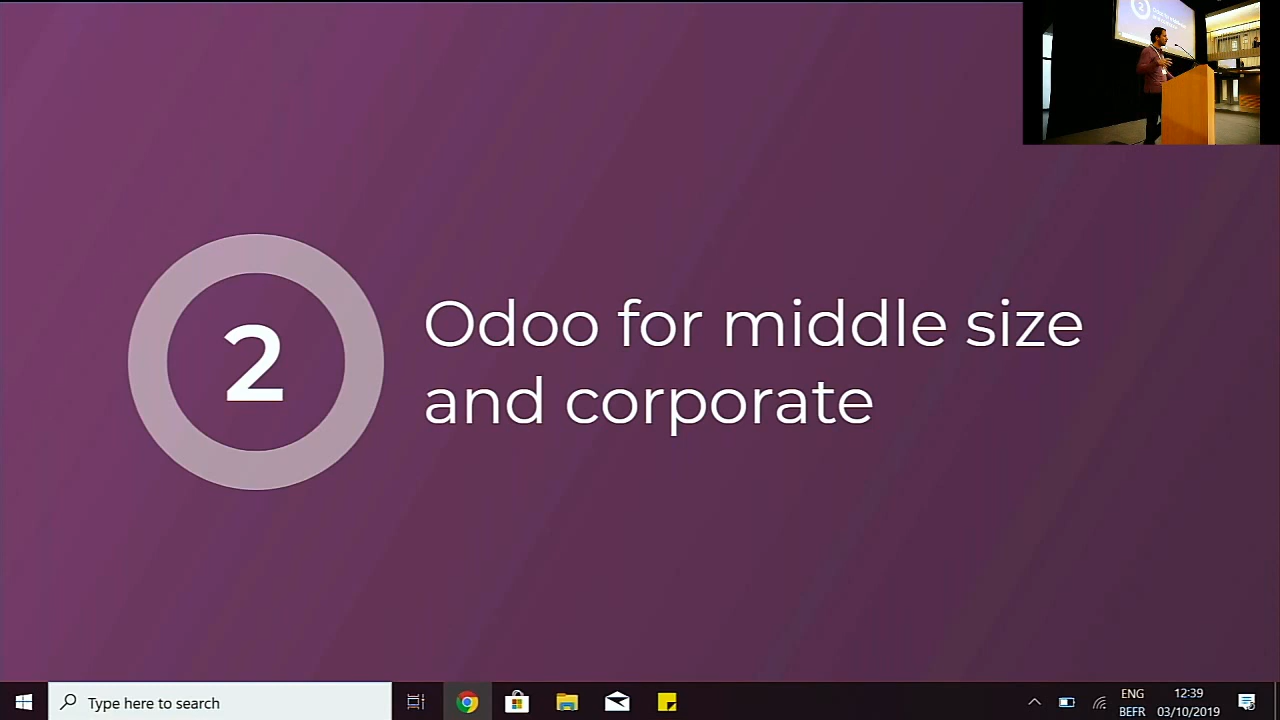 2
Odoo for middle size
and corporate
Type here to search
ENG
BEFR
12:39
03/10/2019